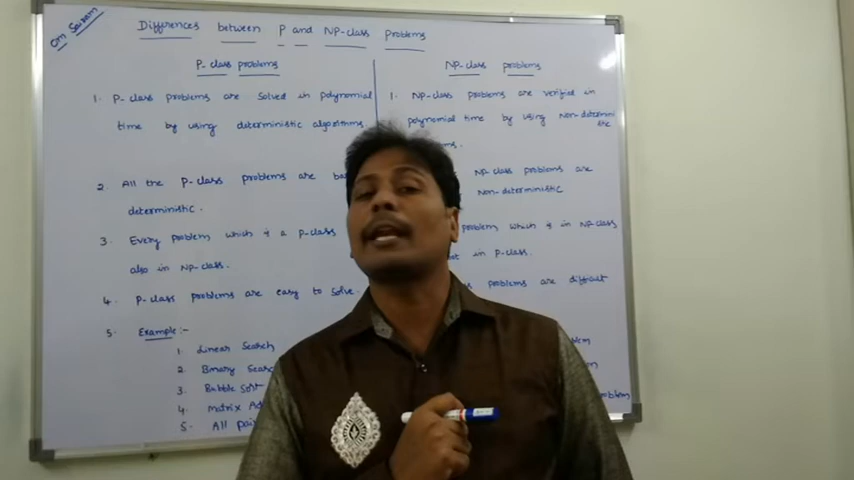 Om Sairam
Differences between P and NP-class Problems
P-class problems
NP-class problems
1. P-class problems are solved in polynomial
time by using deterministic algorithms.
1. NP-class problems are verified in
polynomial time by using Non-determini
stic
2. All the P-class problems are
deterministic.
NP-class problems are
Non-deterministic
3. Every problem which is a P-class,
also in NP-class.
problem, which is in NP-class
not in P-class.
4. P-class problems are easy to solve.
problems are difficult
5. Example :-
1. Linear Search
2. Binary Search
3. Bubble Sort
4. Matrix
5. All